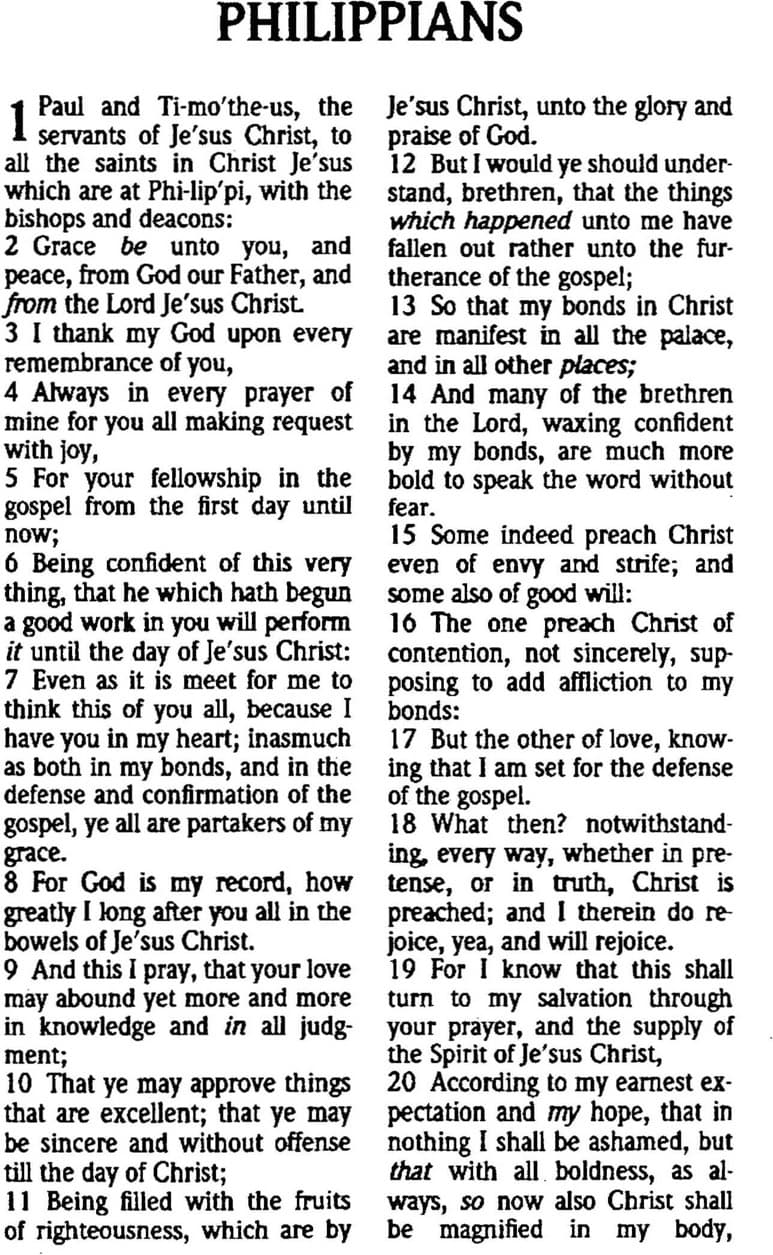 PHILIPPIANS
1 Paul and Ti-mo'the-us, the
servants of Je'sus Christ, to
all the saints in Christ Je'sus
which are at Phi-lip'pi, with the
bishops and deacons:
2 Grace be unto you, and
peace, from God our Father, and
from the Lord Je'sus Christ.
3 I thank my God upon every
remembrance of you,
4 Always in every prayer of
mine for you all making request
with joy,
5 For your fellowship in the
gospel from the first day until
now;
6 Being confident of this very
thing, that he which hath begun
a good work in you will perform
it until the day of Je'sus Christ:
7 Even as it is meet for me to
think this of you all, because I
have you in my heart; inasmuch
as both in my bonds, and in the
defense and confirmation of the
gospel, ye all are partakers of my
grace.
8 For God is my record, how
greatly I long after you all in the
bowels of Je'sus Christ.
9 And this I pray, that your love
may abound yet more and more
in knowledge and in all judg-
ment;
10 That ye may approve things
that are excellent; that ye may
be sincere and without offense
till the day of Christ;
11 Being filled with the fruits
of righteousness, which are by
Je'sus Christ, unto the glory and
praise of God.
12 But I would ye should under-
stand, brethren, that the things
which happened unto me have
fallen out rather unto the fur-
therance of the gospel;
13 So that my bonds in Christ
are manifest in all the palace,
and in all other places;
14 And many of the brethren
in the Lord, waxing confident
by my bonds, are much more
bold to speak the word without
fear.
15 Some indeed preach Christ
even of envy and strife; and
some also of good will:
16 The one preach Christ of
contention, not sincerely, sup-
posing to add affliction to my
bonds:
17 But the other of love, know-
ing that I am set for the defense
of the gospel.
18 What then? notwithstand-
ing, every way, whether in pre-
tense, or in truth, Christ is
preached; and I therein do re-
joice, yea, and will rejoice.
19 For I know that this shall
turn to my salvation through
your prayer, and the supply of
the Spirit of Je'sus Christ,
20 According to my earnest ex-
pectation and my hope, that in
nothing I shall be ashamed, but
that with all boldness, as al-
ways, so now also Christ shall
be magnified in my body,